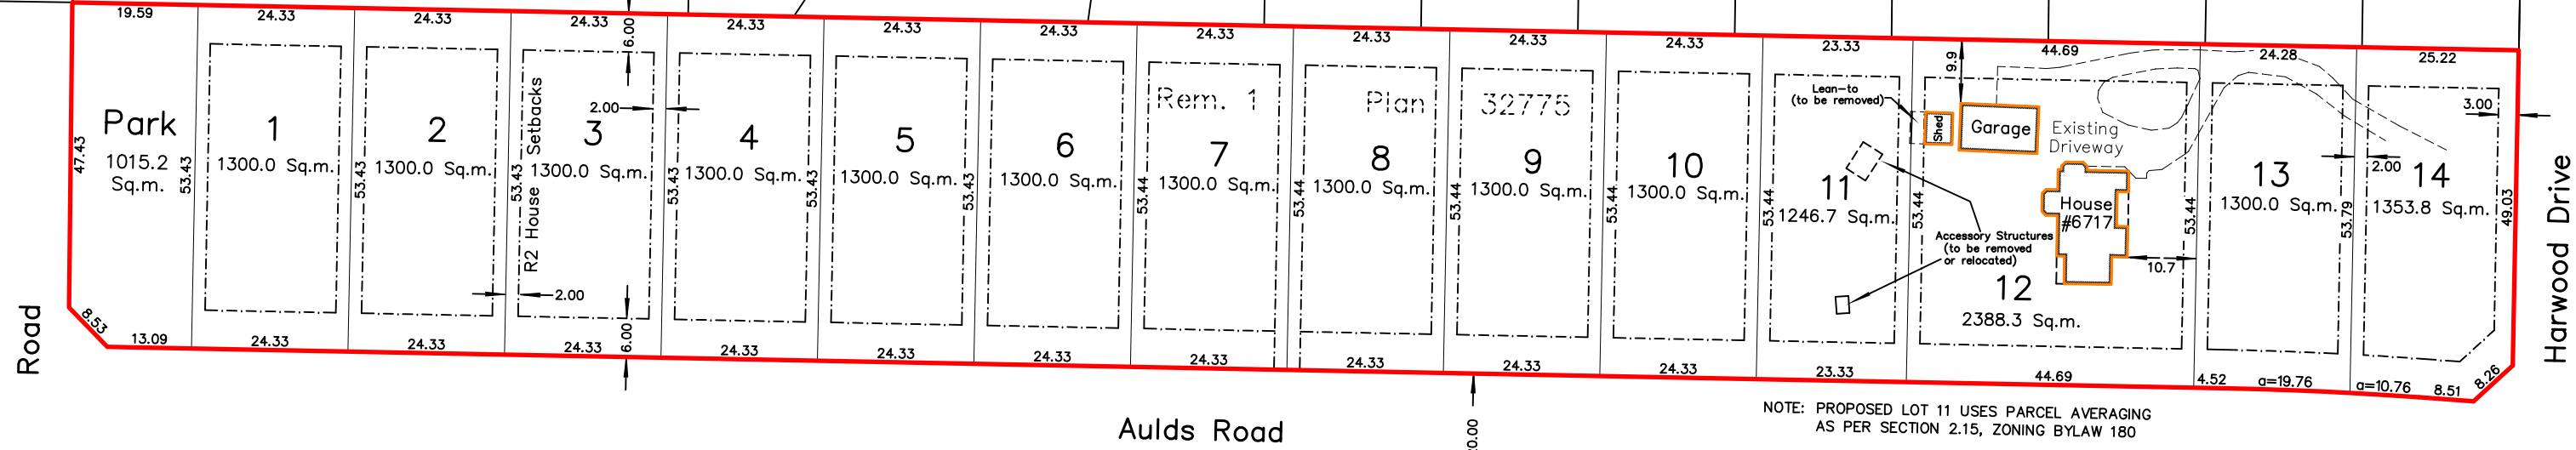 19.59
24.33
24.33
24.33
6.00
24.33
24.33
24.33
24.33
24.33
24.33
24.33
23.33
44.69
24.28
25.22
Park
1015.2
Sq.m.
47.43
53.43
8.53
13.09
1
1300.0 Sq.m.
53.43
24.33
2
1300.0 Sq.m.
53.43
24.33
R2 House Setbacks
3
1300.0 Sq.m.
2.00
2.00
6.00
53.43
24.33
4
1300.0 Sq.m.
53.43
24.33
5
1300.0 Sq.m.
53.43
24.33
6
1300.0 Sq.m.
53.44
24.33
Rem. 1 Plan 32775
7
1300.0 Sq.m.
53.44
24.33
8
1300.0 Sq.m.
53.44
24.33
9
1300.0 Sq.m.
53.44
24.33
10
1300.0 Sq.m.
53.44
24.33
11
1246.7 Sq.m.
53.44
23.33
Lean-to
(to be removed)
Shed
9.9
Garage
Existing
Driveway
House
#6717
Accessory Structures
(to be removed
or relocated)
10.7
12
2388.3 Sq.m.
53.44
44.69
13
1300.0 Sq.m.
53.79
4.52
a=19.76
3.00
2.00
14
1353.8 Sq.m.
49.03
a=10.76
8.51
8.26
Road
Aulds Road
Harwood Drive
NOTE: PROPOSED LOT 11 USES PARCEL AVERAGING
AS PER SECTION 2.15, ZONING BYLAW 180